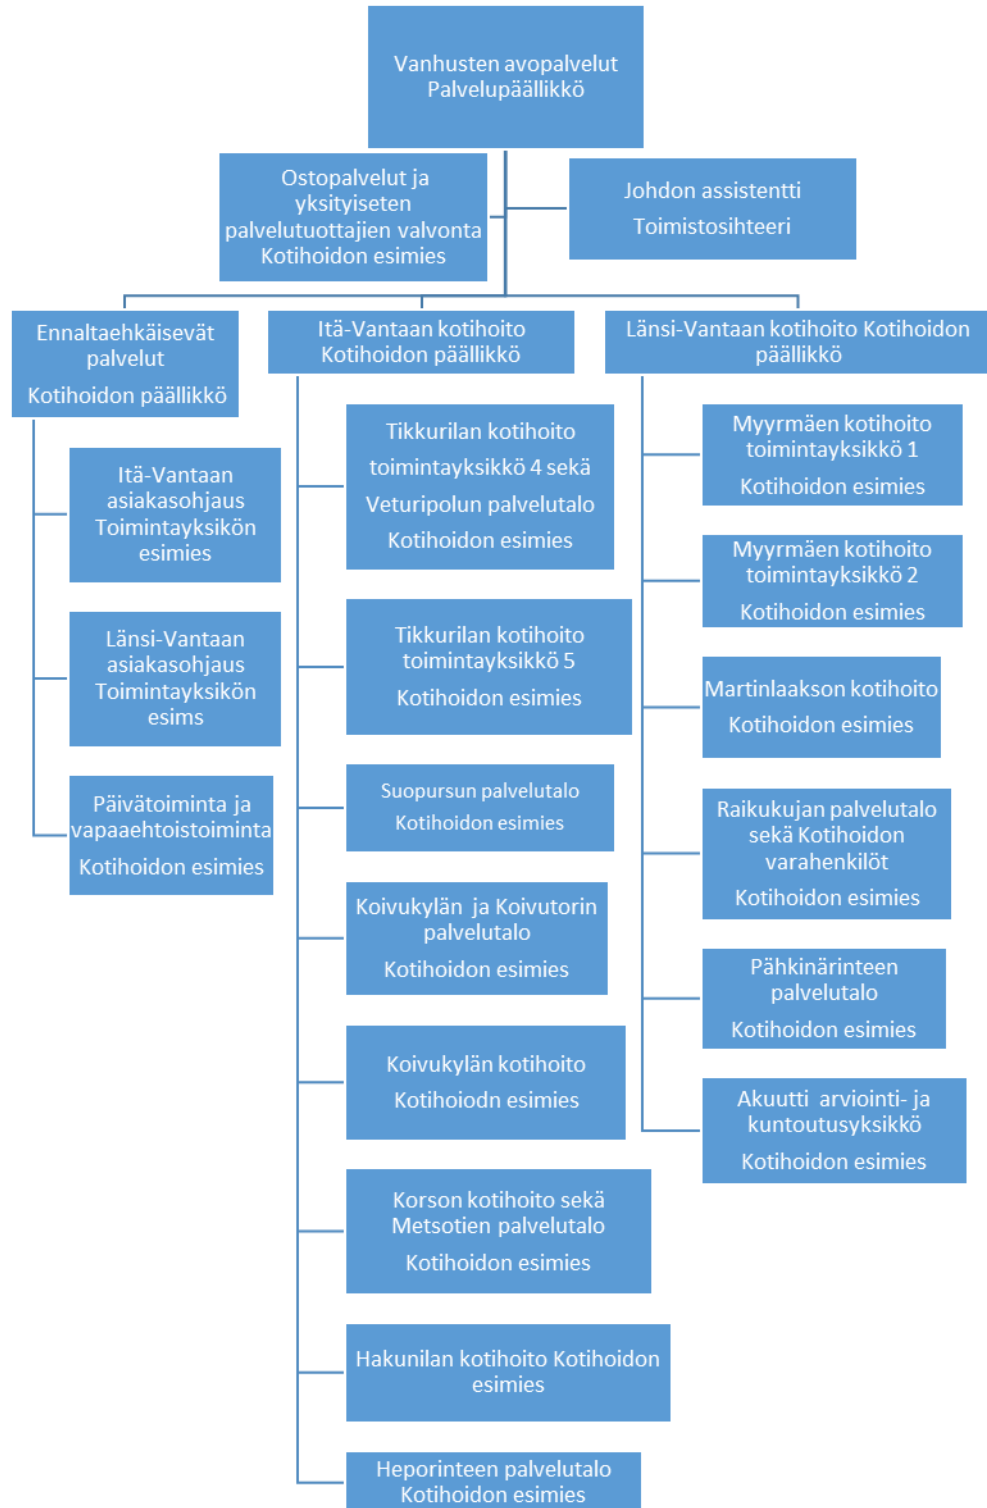 Vanhusten avopalvelut
Palvelupäällikkö
Ostopalvelut ja
yksityiseten
palvelutuottajien valvonta
Kotihoidon esimies
Johdon assistentti
Toimistosihteeri
Ennaltaehkäisevät
palvelut
Kotihoidon päällikkö
Itä-Vantaan
asiakasohjaus
Toimintayksikön
esimies
Länsi-Vantaan
asiakasohjaus
Toimintayksikön
esims
Päivätoiminta ja
vapaaehtoistoiminta
Kotihoidon esimies
Itä-Vantaan kotihoito
Kotihoidon päällikkö
Tikkurilan kotihoito
toimintayksikkö 4 sekä
Veturipolun palvelutalo
Kotihoidon esimies
Tikkurilan kotihoito
toimintayksikkö 5
Kotihoidon esimies
Suopursun palvelutalo
Kotihoidon esimies
Koivukylän ja Koivutorin
palvelutalo
Kotihoidon esimies
Koivukylän kotihoito
Kotihoiodn esimies
Korson kotihoito sekä
Metsotien palvelutalo
Kotihoidon esimies
Hakunilan kotihoito Kotihoidon
esimies
Heporinteen palvelutalo
Kotihoidon esimies
Länsi-Vantaan kotihoito Kotihoidon
päällikkö
Myyrmäen kotihoito
toimintayksikkö 1
Kotihoidon esimies
Myyrmäen kotihoito
toimintayksikkö 2
Kotihoidon esimies
Martinlaakson kotihoito
Kotihoidon esimies
Raikukujan palvelutalo
sekä Kotihoidon
varahenkilöt
Kotihoidon esimies
Pähkinärinteen
palvelutalo
Kotihoidon esimies
Akuutti arviointi- ja
kuntoutusyksikkö
Kotihoidon esimies